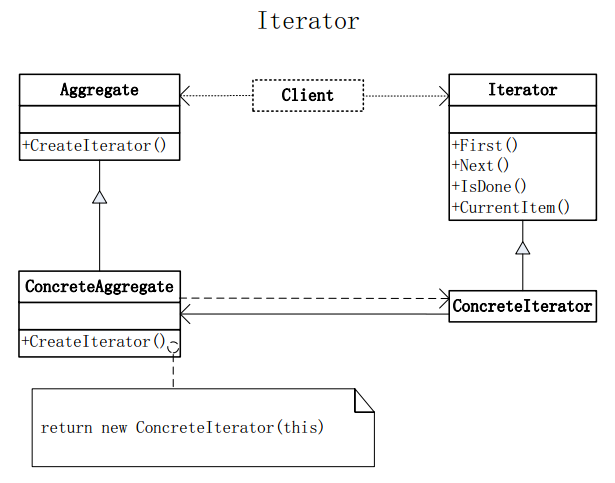 Iterator
Aggregate
Client
Iterator
+CreateIterator()
+First()
+Next()
+IsDone()
+CurrentItem()
ConcreteAggregate
ConcreteIterator
+CreateIterator()
return new ConcreteIterator(this)